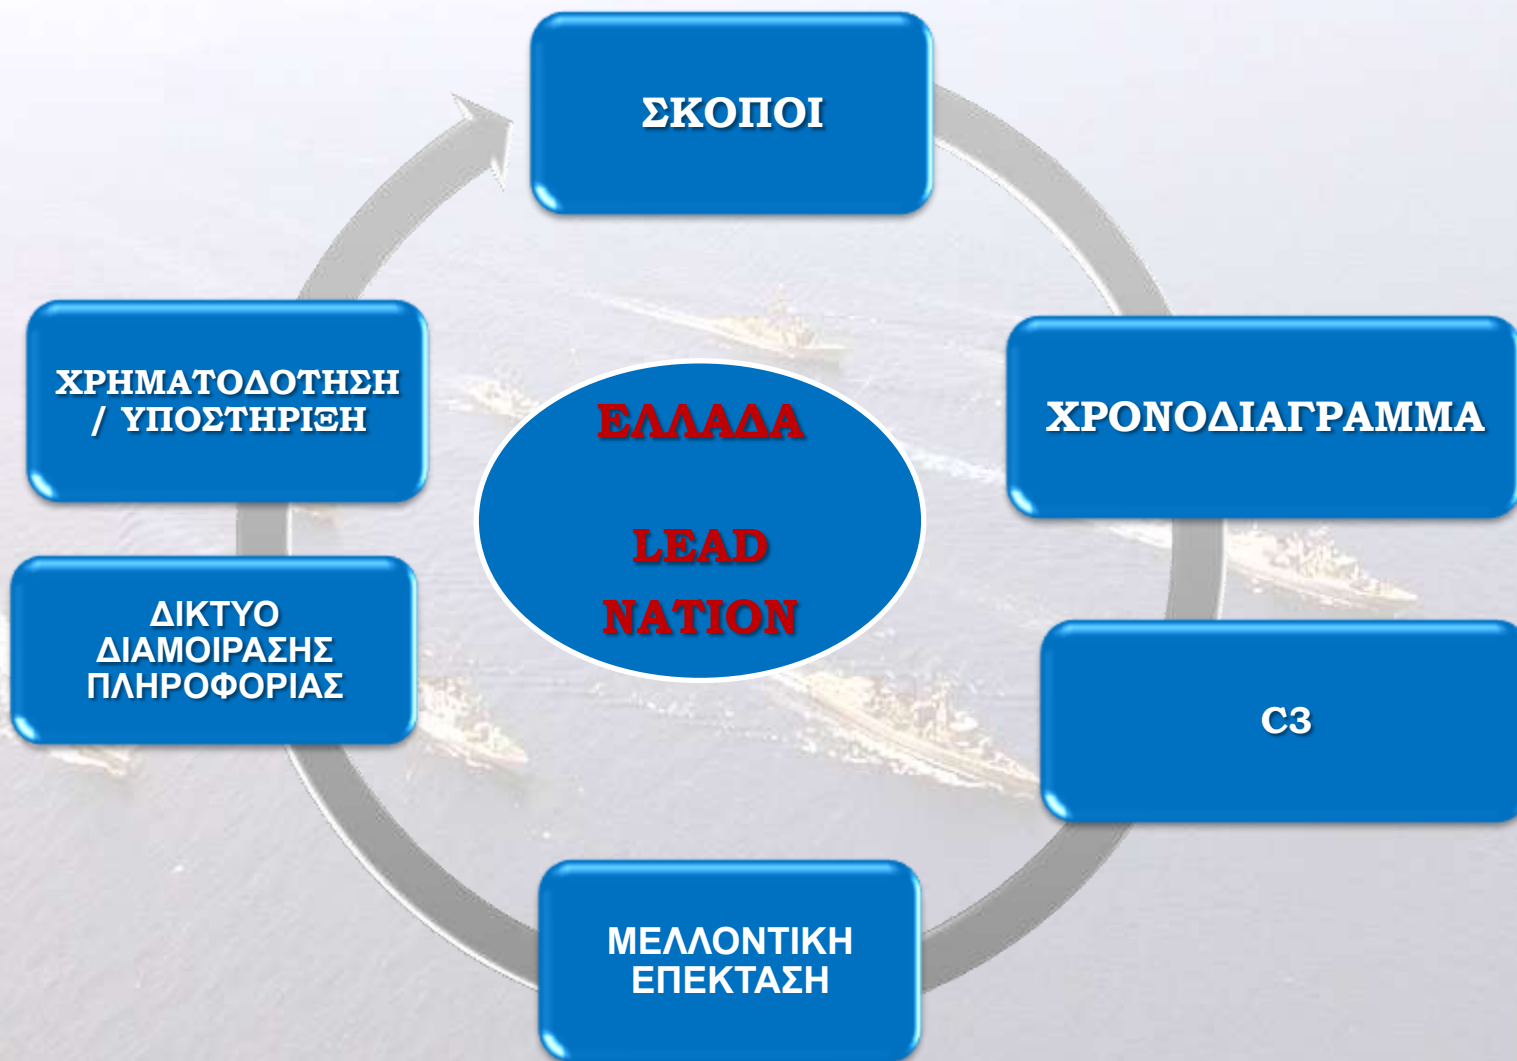 ΣΚΟΠΟΙ
ΧΡΟΝΟΔΙΑΓΡΑΜΜΑ
C3
ΜΕΛΛΟΝΤΙΚΗ
ΕΠΕΚΤΑΣΗ
ΔΙΚΤΥΟ
ΔΙΑΜΟΙΡΑΣΗΣ
ΠΛΗΡΟΦΟΡΙΑΣ
ΧΡΗΜΑΤΟΔΟΤΗΣΗ
/ ΥΠΟΣΤΗΡΙΞΗ
ΕΛΛΑΔΑ
LEAD
NATION